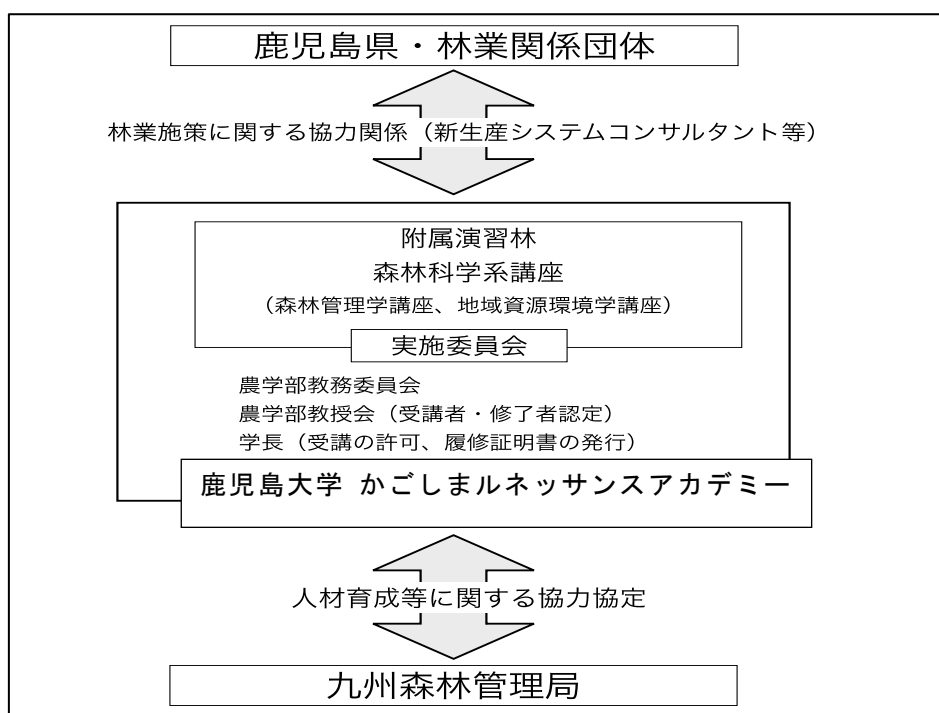 鹿児島県・林業関係団体
林業施策に関する協力関係（新生産システムコンサルタント等）
附属演習林
森林科学系講座
（森林管理学講座、地域資源環境学講座）
実施委員会
農学部教務委員会
農学部教授会（受講者・修了者認定）
学長（受講の許可、履修証明書の発行）
鹿児島大学 かごしまルネッサンスアカデミー
人材育成等に関する協力協定
九州森林管理局